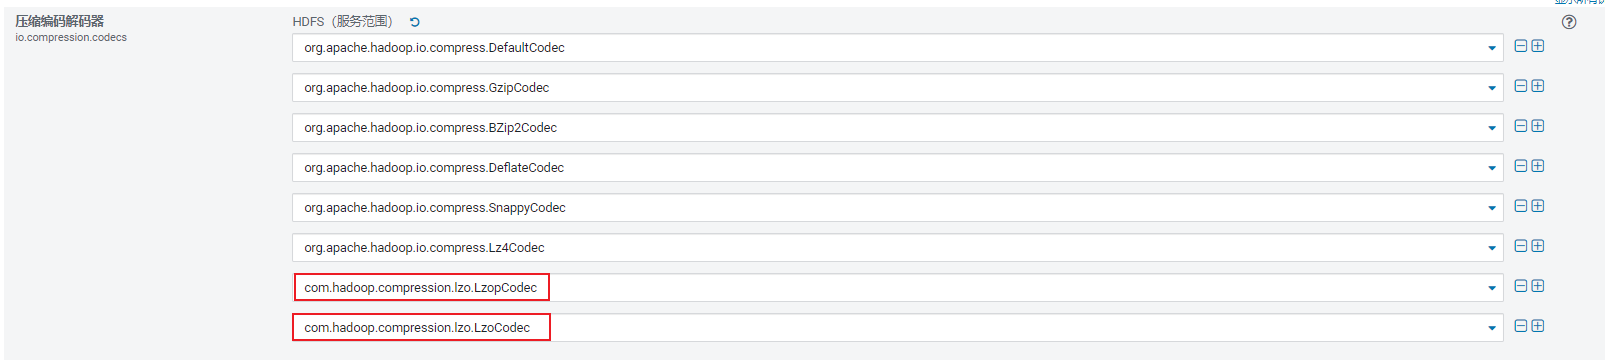 压缩编码解码器
io.compression.codecs
HDFS（服务范围）
org.apache.hadoop.io.compress.DefaultCodec
org.apache.hadoop.io.compress.GzipCodec
org.apache.hadoop.io.compress.BZip2Codec
org.apache.hadoop.io.compress.DeflateCodec
org.apache.hadoop.io.compress.SnappyCodec
org.apache.hadoop.io.compress.Lz4Codec
com.hadoop.compression.lzo.LzopCodec
com.hadoop.compression.lzo.LzoCodec